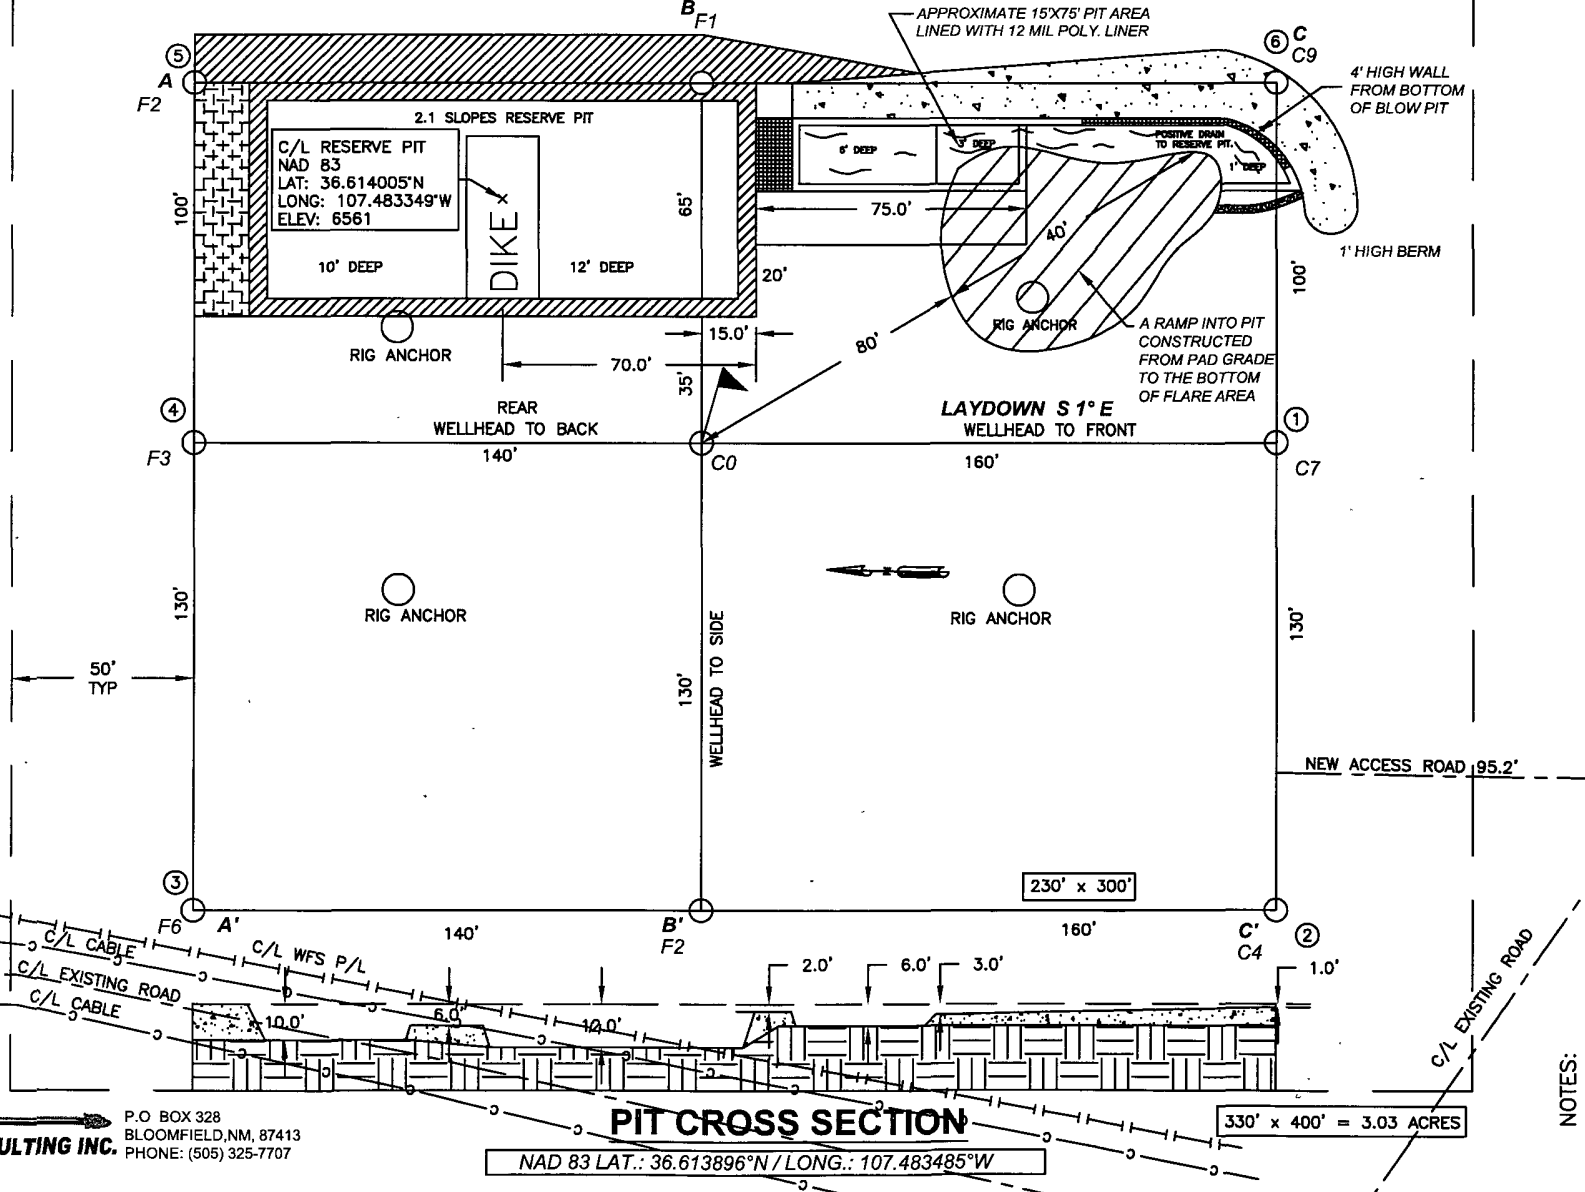 B
F1
APPROXIMATE 15'X75' PIT AREA
LINED WITH 12 MIL POLY. LINER
6
C
C9
5
A
F2
4' HIGH WALL
FROM BOTTOM
OF BLOW PIT
2.1 SLOPES RESERVE PIT
C/L RESERVE PIT
NAD 83
LAT: 36.614005°N
LONG: 107.483349°W
ELEV: 6561
DIKE
10' DEEP
12' DEEP
100'
65'
6' DEEP
3' DEEP
POSITIVE DRAIN
TO RESERVE PIT.
1' DEEP
75.0'
40'
1' HIGH BERM
20'
100'
RIG ANCHOR
RIG ANCHOR
15.0'
70.0'
35'
80'
A RAMP INTO PIT
CONSTRUCTED
FROM PAD GRADE
TO THE BOTTOM
OF FLARE AREA
4
REAR
WELLHEAD TO BACK
LAYDOWN S 1° E
WELLHEAD TO FRONT
1
F3
140'
C0
160'
C7
RIG ANCHOR
RIG ANCHOR
130'
130'
WELLHEAD TO SIDE
130'
50'
TYP
NEW ACCESS ROAD 95.2'
3
230' x 300'
F6
A'
140'
B'
F2
160'
C'
C4
2
C/L CABLE
C/L WFS P/L
C/L EXISTING ROAD
C/L CABLE
2.0'
6.0'
3.0'
1.0'
10.0'
6.0'
12.0'
C/L EXISTING ROAD
NOTES:
ULTING INC.
P.O BOX 328
BLOOMFIELD,NM, 87413
PHONE: (505) 325-7707
PIT CROSS SECTION
330' x 400' = 3.03 ACRES
NAD 83 LAT.: 36.613896°N / LONG.: 107.483485°W